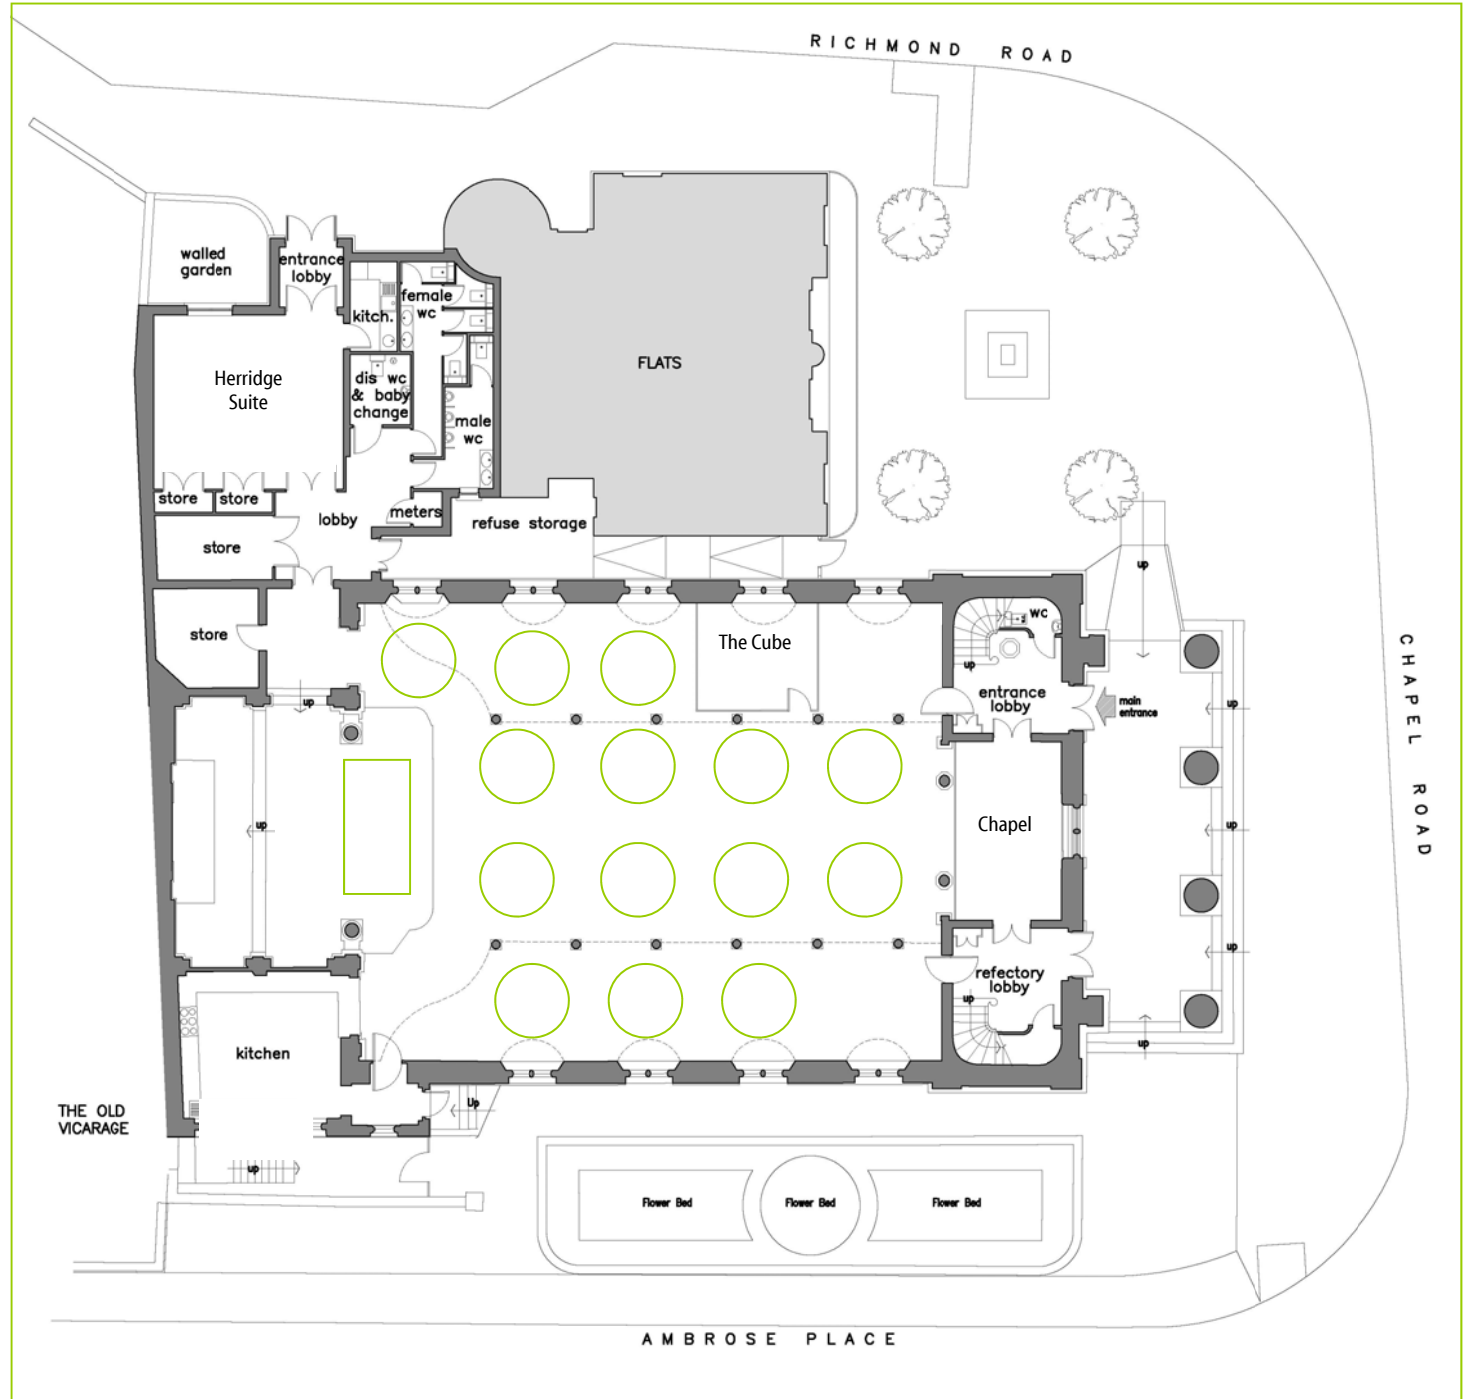 RICHMOND ROAD
walled
garden
entrance
lobby
kitch.
female
wc
FLATS
Herridge
Suite
dis wc
& baby
change
male
wc
store
store
lobby
meters
refuse storage
store
up
store
The Cube
wc
up
CHAPEL ROAD
entrance
lobby
main
entrance
up
up
up
Chapel
up
up
refectory
lobby
up
up
kitchen
up
Up
THE OLD
VICARAGE
up
Flower Bed
Flower Bed
Flower Bed
AMBROSE PLACE